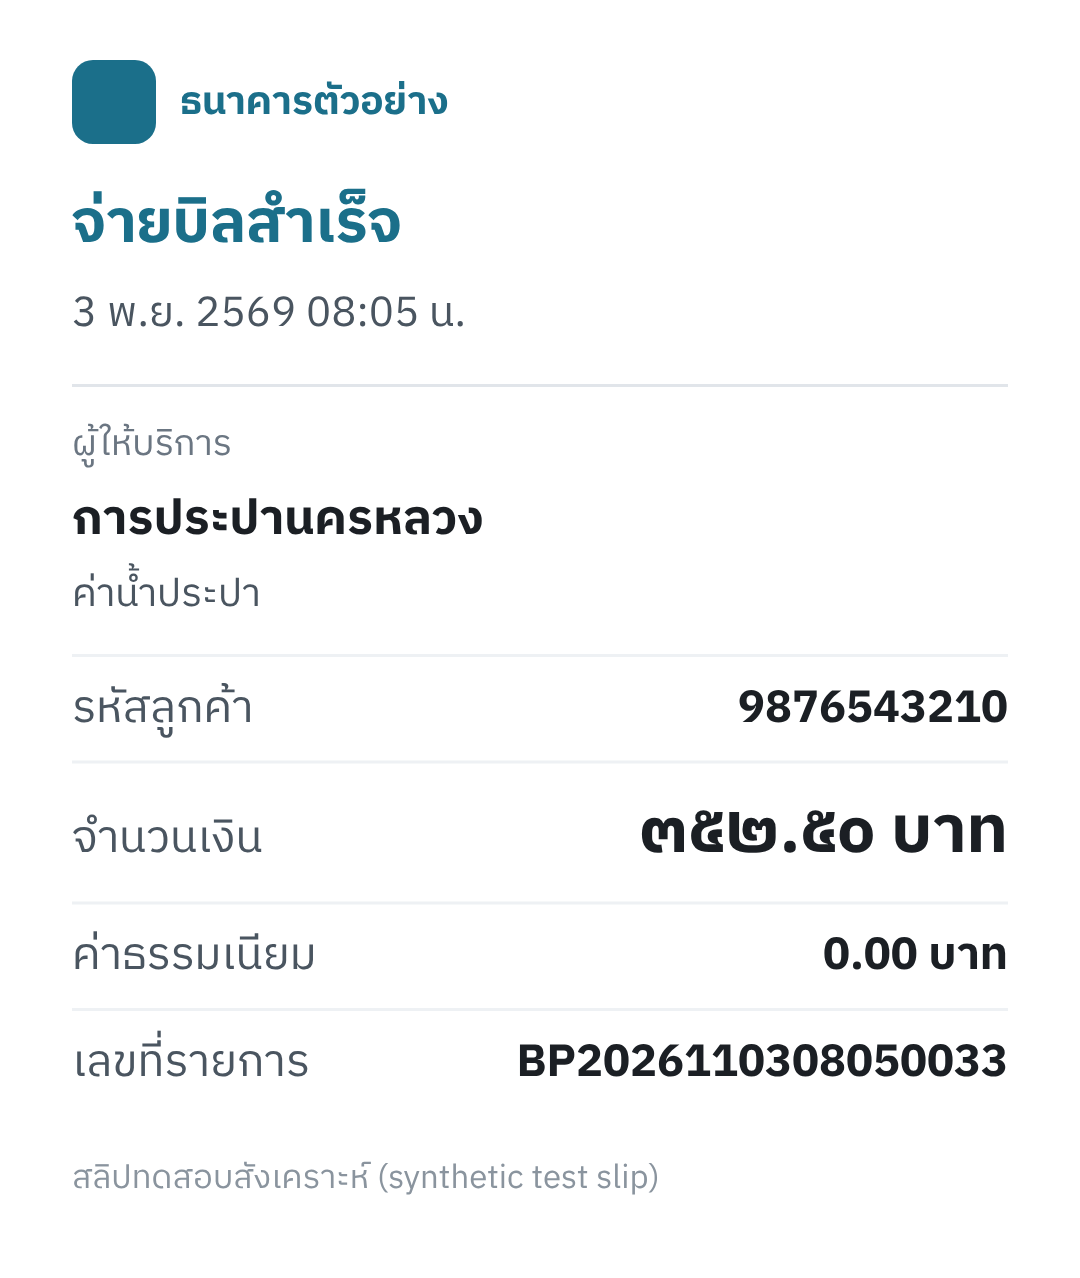 ธนาคารตัวอย่าง
จ่ายบิลสำเร็จ
3 พ.ย. 2569 08:05 น.
ผู้ให้บริการ
การประปานครหลวง
ค่าน้ำประปา
รหัสลูกค้า 9876543210
จำนวนเงิน ๓๕๒.๕๐ บาท
ค่าธรรมเนียม 0.00 บาท
เลขที่รายการ BP2026110308050033
สลิปทดสอบสังเคราะห์ (synthetic test slip)